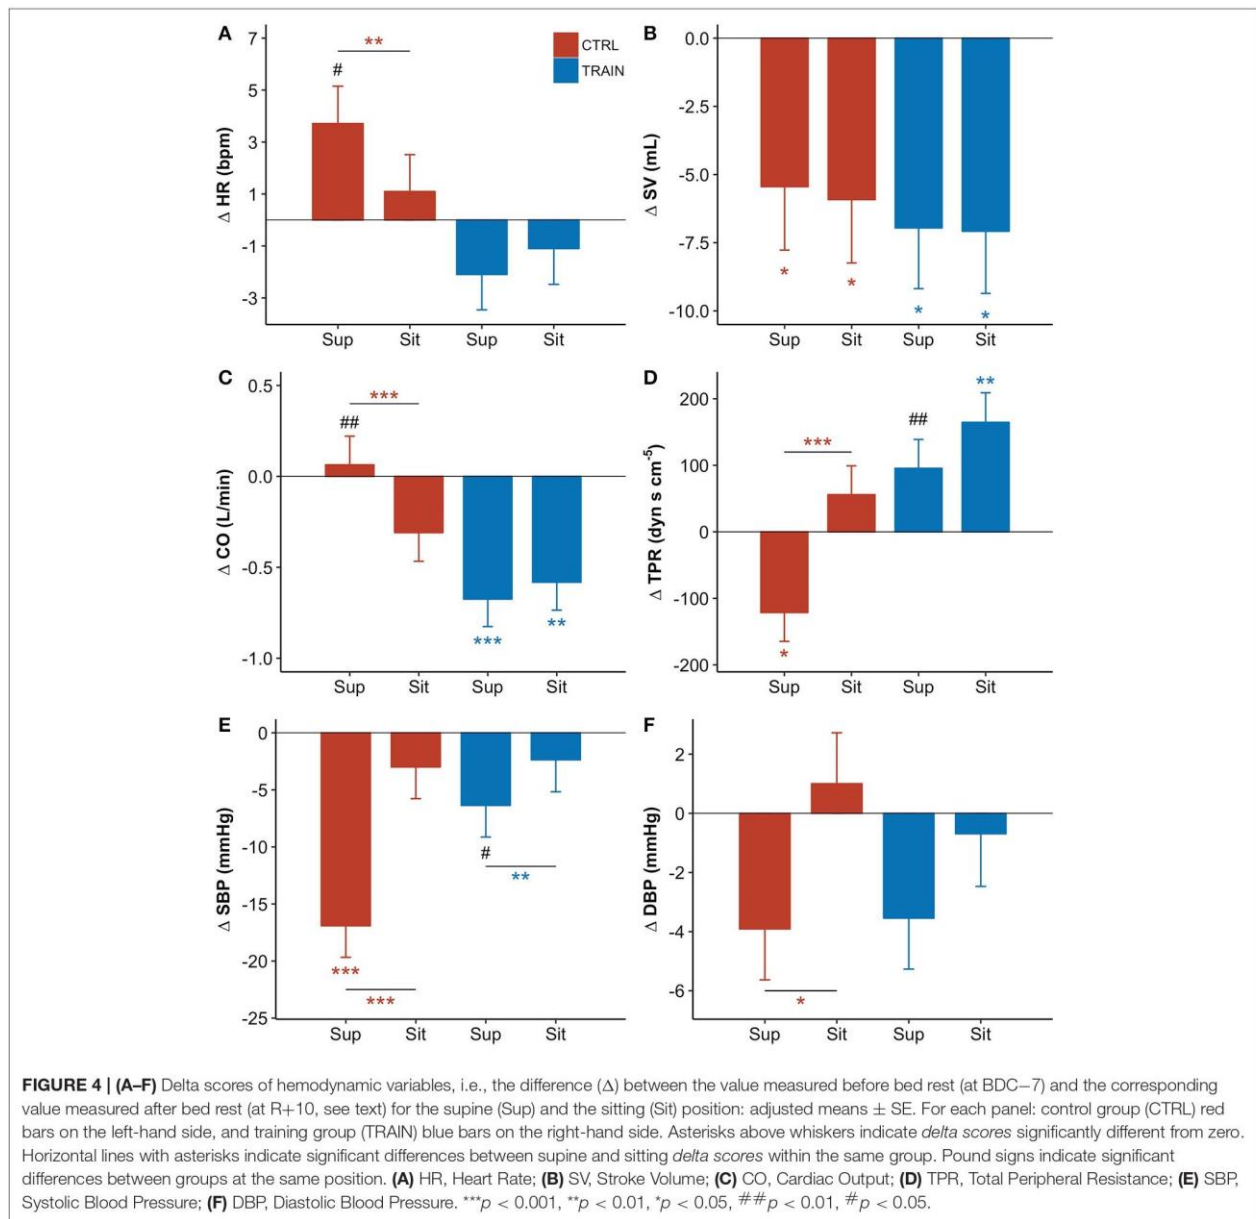 A
7
5
3
1
-1
-3
Δ HR (bpm)
**
#
CTRL
TRAIN
Sup Sit Sup Sit
B
0.0
-2.5
-5.0
-7.5
-10.0
Δ SV (mL)
* * * *
Sup Sit Sup Sit
C
0.5
0.0
-0.5
-1.0
Δ CO (L/min)
***
##
*** **
Sup Sit Sup Sit
D
200
100
0
-100
-200
Δ TPR (dyn s cm-5)
**
##
***
*
Sup Sit Sup Sit
E
0
-5
-10
-15
-20
-25
Δ SBP (mmHg)
#
**
***
***
Sup Sit Sup Sit
F
2
0
-2
-4
-6
Δ DBP (mmHg)
*
Sup Sit Sup Sit
FIGURE 4 | (A–F) Delta scores of hemodynamic variables, i.e., the difference (Δ) between the value measured before bed rest (at BDC−7) and the corresponding
value measured after bed rest (at R+10, see text) for the supine (Sup) and the sitting (Sit) position: adjusted means ± SE. For each panel: control group (CTRL) red
bars on the left-hand side, and training group (TRAIN) blue bars on the right-hand side. Asterisks above whiskers indicate delta scores significantly different from zero.
Horizontal lines with asterisks indicate significant differences between supine and sitting delta scores within the same group. Pound signs indicate significant
differences between groups at the same position. (A) HR, Heart Rate; (B) SV, Stroke Volume; (C) CO, Cardiac Output; (D) TPR, Total Peripheral Resistance; (E) SBP,
Systolic Blood Pressure; (F) DBP, Diastolic Blood Pressure. ***p < 0.001, **p < 0.01, *p < 0.05, ##p < 0.01, #p < 0.05.